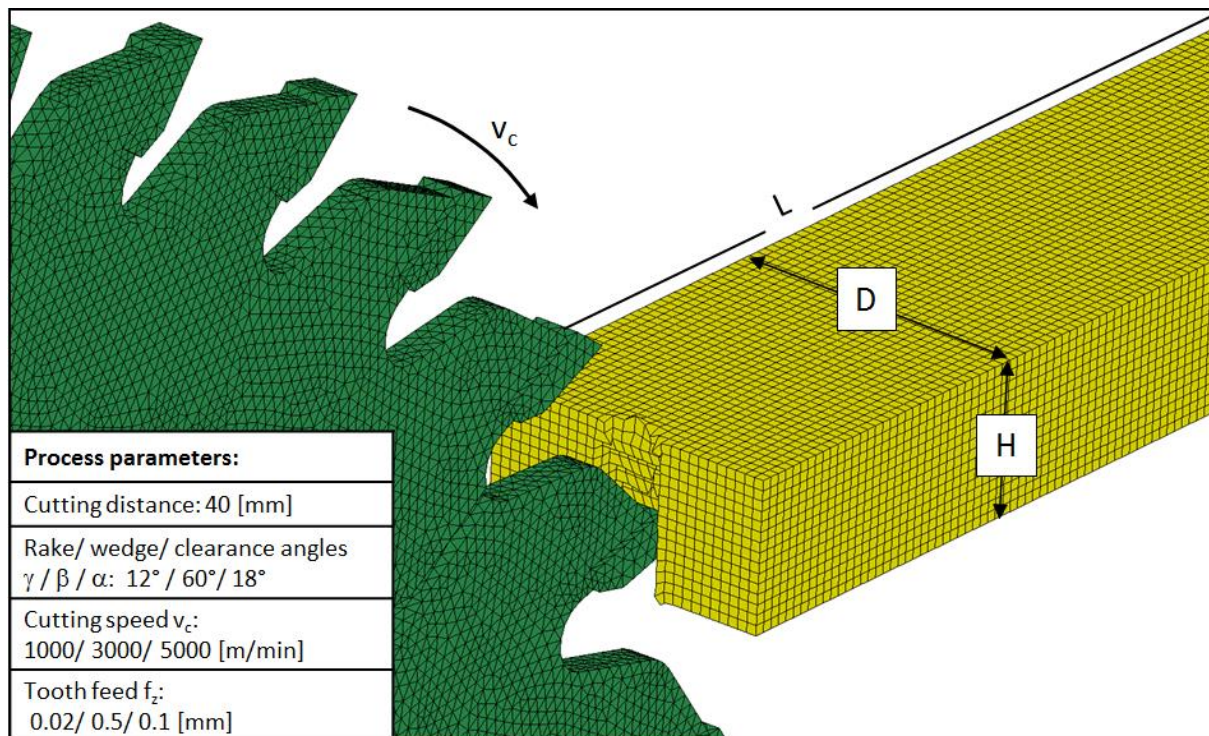 v_c
L
D
H
Process parameters:
Cutting distance: 40 [mm]
Rake/ wedge/ clearance angles
γ / β / α: 12° / 60°/ 18°
Cutting speed v_c:
1000/ 3000/ 5000 [m/min]
Tooth feed f_z:
0.02/ 0.5/ 0.1 [mm]